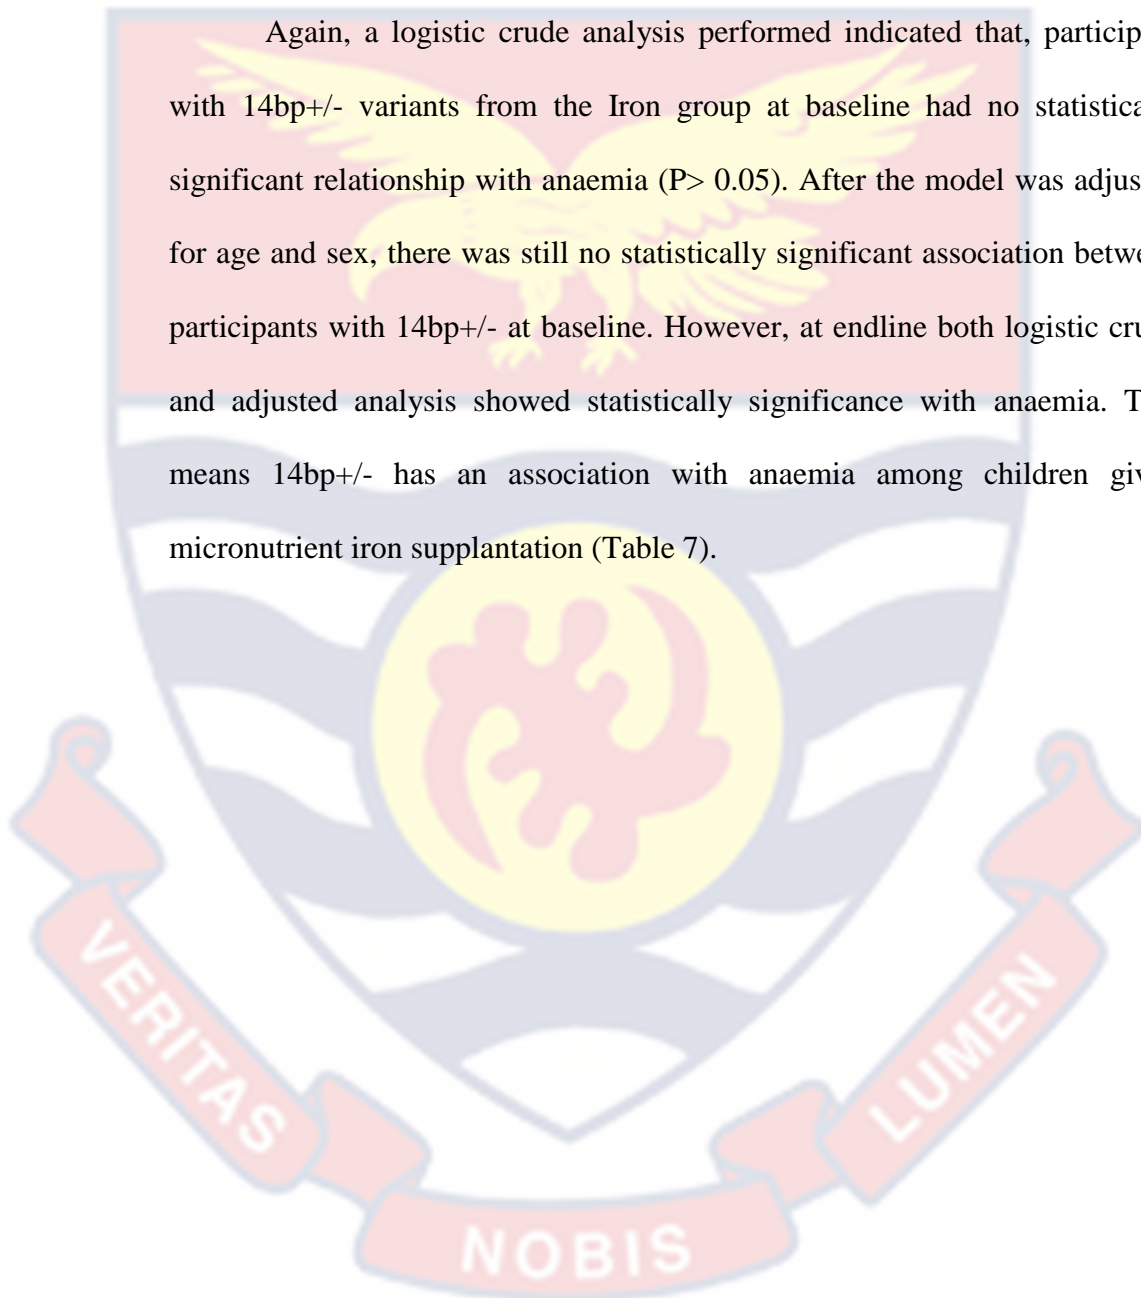 Again, a logistic crude analysis performed indicated that, particip
with 14bp+/- variants from the Iron group at baseline had no statistica
significant relationship with anaemia (P> 0.05). After the model was adjus
for age and sex, there was still no statistically significant association betwe
participants with 14bp+/- at baseline. However, at endline both logistic cru
and adjusted analysis showed statistically significance with anaemia. T
means 14bp+/- has an association with anaemia among children giv
micronutrient iron supplantation (Table 7).
VERITAS
NOBIS
LUMEN